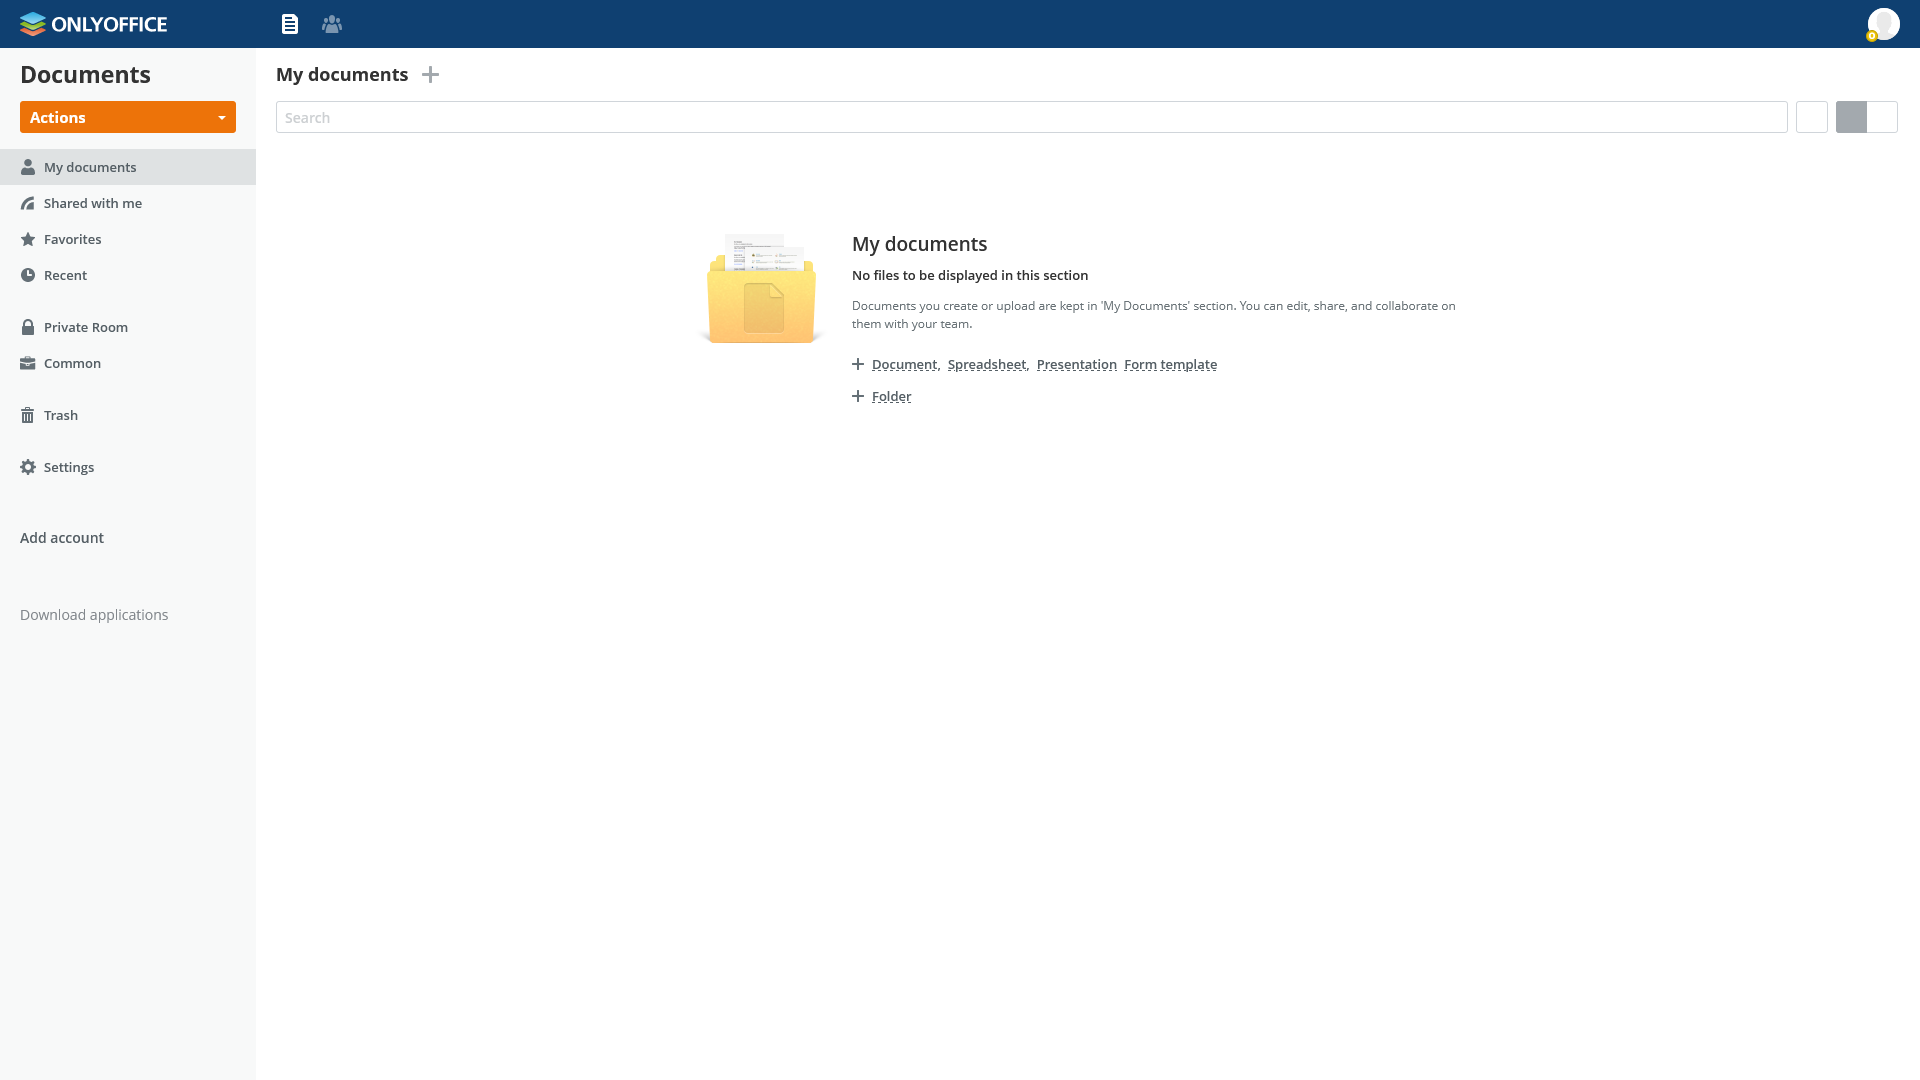 ONLYOFFICE
Documents
Actions
My documents
Shared with me
Favorites
Recent
Private Room
Common
Trash
Settings
Add account
Download applications
My documents
Search
My documents
No files to be displayed in this section
Documents you create or upload are kept in 'My Documents' section. You can edit, share, and collaborate on
them with your team.
Document, Spreadsheet, Presentation Form template
Folder